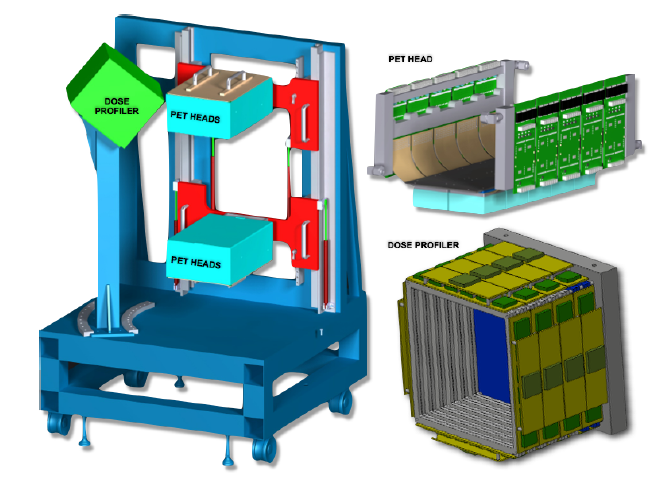 DOSE
PROFILER
PET HEADS
PET HEADS
PET HEAD
DOSE PROFILER